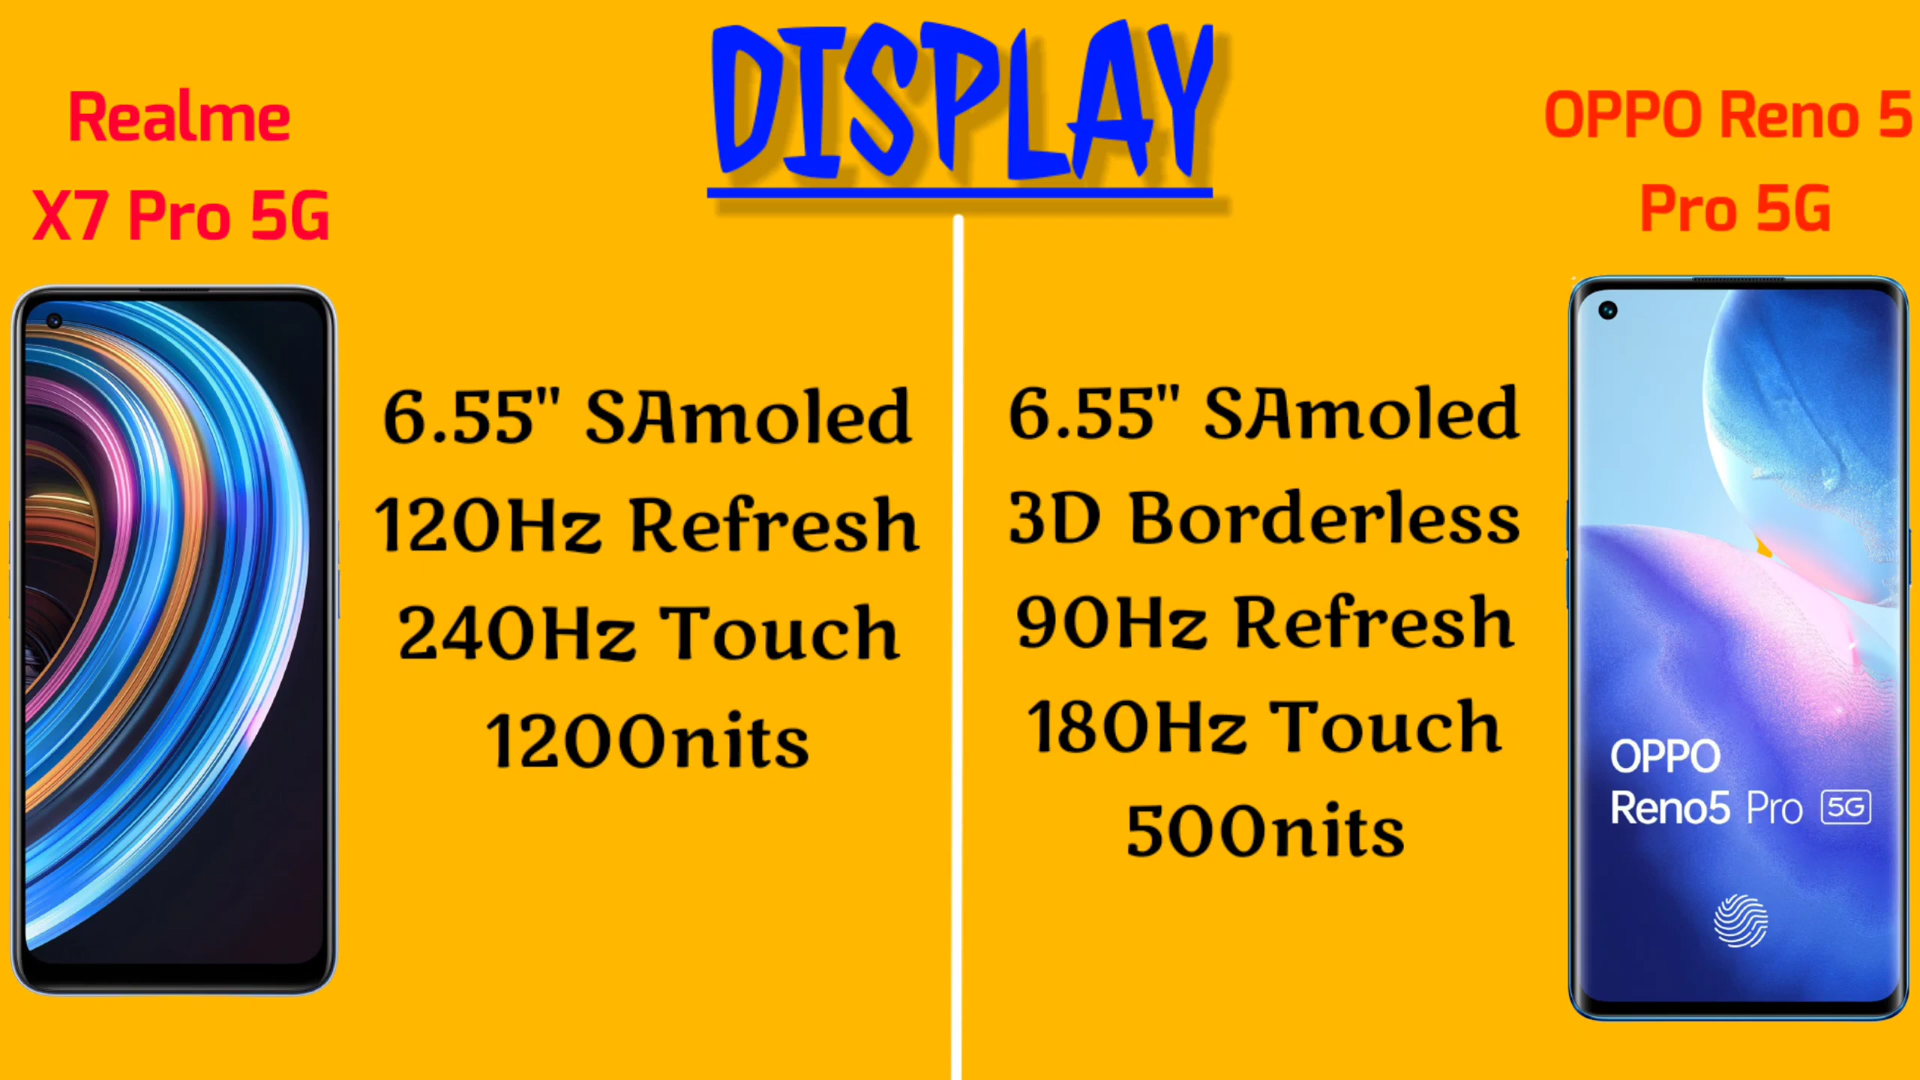 DISPLAY
Realme
X7 Pro 5G
6.55" SAmoled
120Hz Refresh
240Hz Touch
1200nits
OPPO Reno 5
Pro 5G
6.55" SAmoled
3D Borderless
90Hz Refresh
180Hz Touch
500nits
OPPO
Reno5 Pro 5G